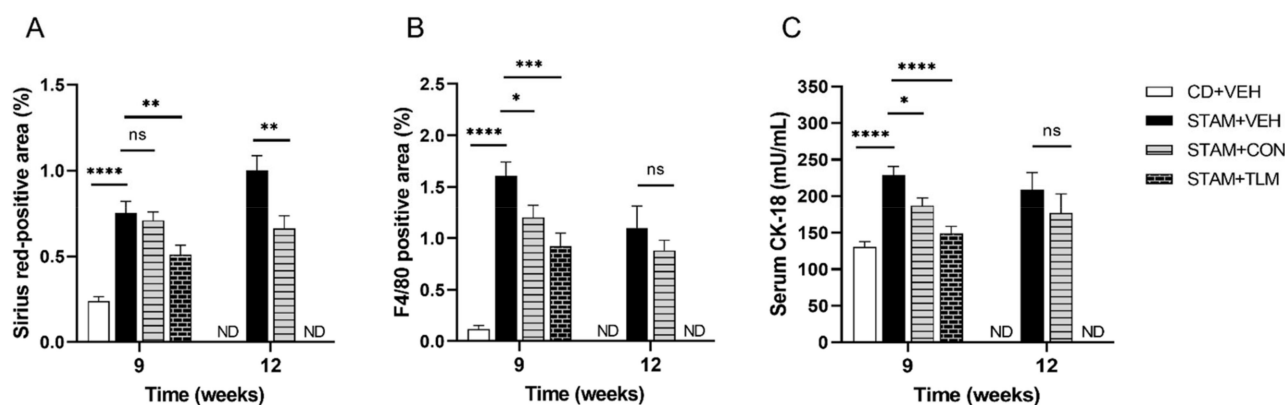 A
B
C
Sirius red-positive area (%)
1.5
1.0
0.5
0.0
****
ns
**
**
ND
ND
9
12
Time (weeks)
F4/80 positive area (%)
2.5
2.0
1.5
1.0
0.5
0.0
****
*
***
ns
ND
ND
9
12
Time (weeks)
Serum CK-18 (mU/mL)
350
300
250
200
150
100
50
0
****
*
****
ns
ND
ND
9
12
Time (weeks)
CD+VEH
STAM+VEH
STAM+CON
STAM+TLM